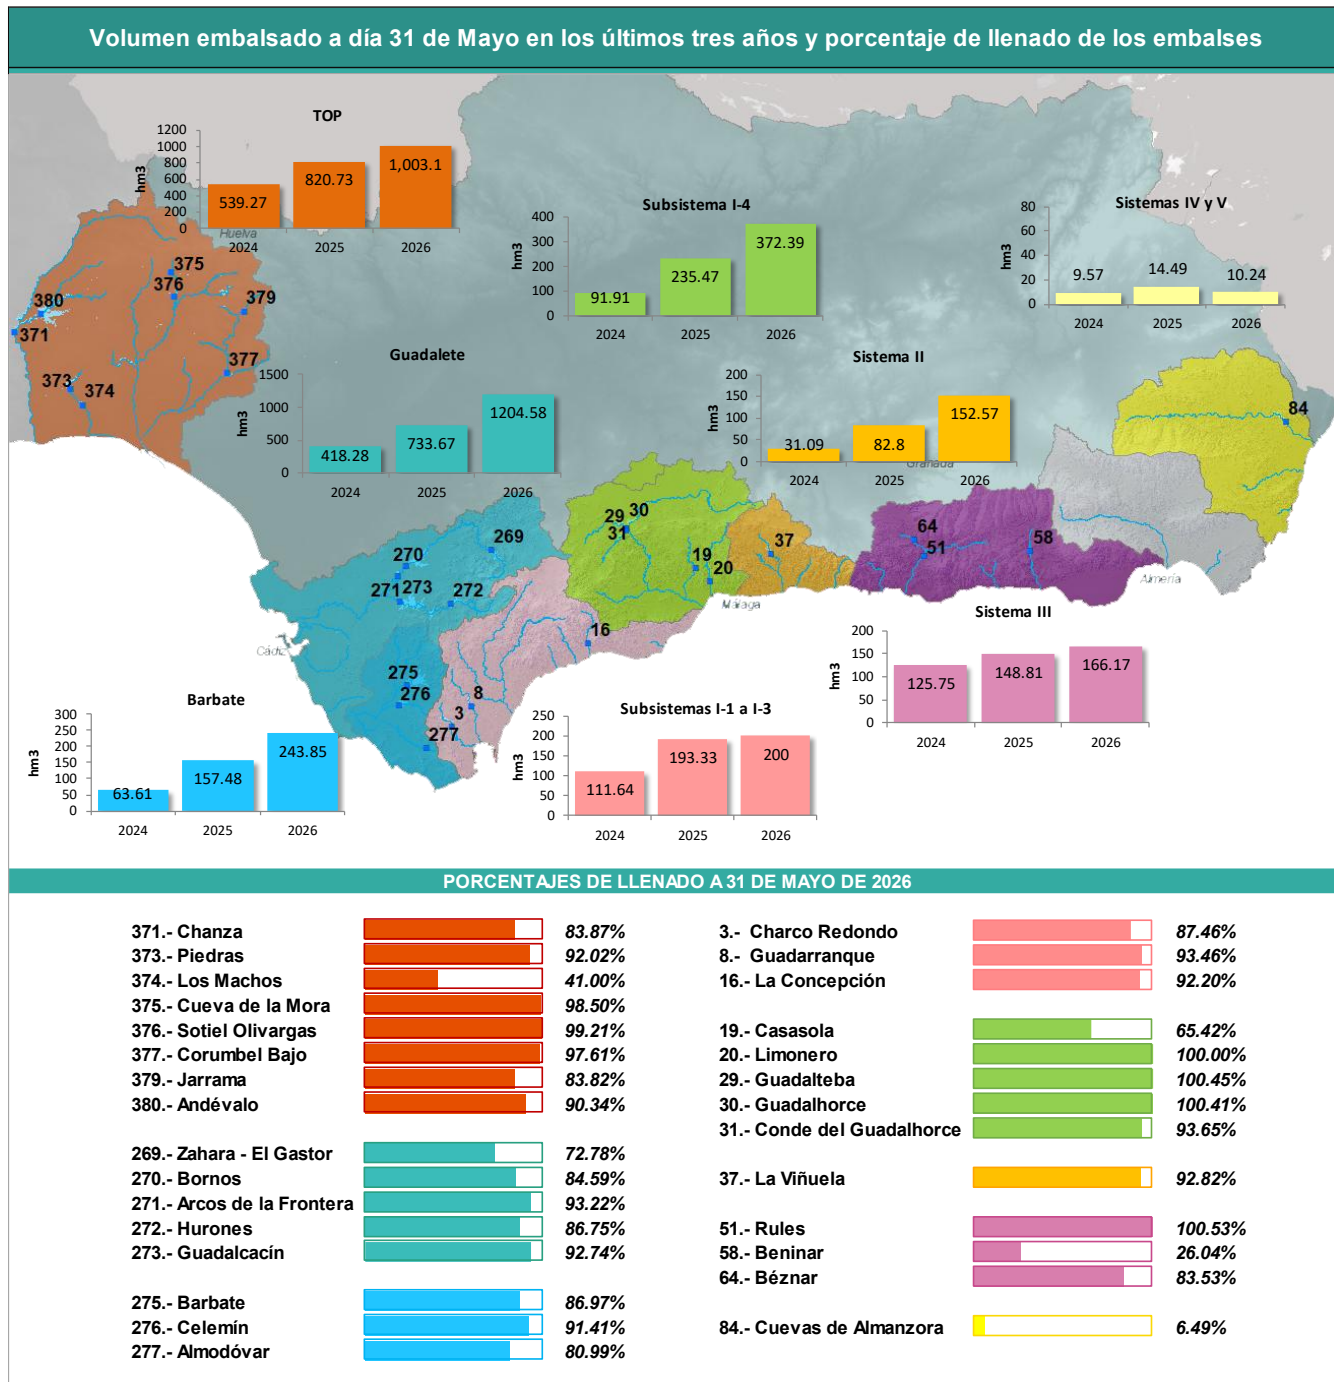 Volumen embalsado a día 31 de Mayo en los últimos tres años y porcentaje de llenado de los embalses
TOP
hm3
1200
1000
800
600
400
200
0
539.27
820.73
1,003.1
2024
2025
2026
Huelva
Subsistema I-4
hm3
400
300
200
100
0
91.91
235.47
372.39
2024
2025
2026
Sistemas IV y V
hm3
80
60
40
20
0
9.57
14.49
10.24
2024
2025
2026
375
376
380
379
371
377
373
374
Guadalete
hm3
1500
1000
500
0
418.28
733.67
1204.58
2024
2025
2026
Sistema II
hm3
200
150
100
50
0
31.09
82.8
152.57
2024
2025
2026
Granada
84
29
30
31
269
270
271
273
272
19
20
37
64
51
58
Málaga
Almería
16
Cádiz
275
276
8
3
277
Sistema III
hm3
200
150
100
50
0
125.75
148.81
166.17
2024
2025
2026
Barbate
hm3
300
250
200
150
100
50
0
63.61
157.48
243.85
2024
2025
2026
Subsistemas I-1 a I-3
hm3
250
200
150
100
50
0
111.64
193.33
200
2024
2025
2026
PORCENTAJES DE LLENADO A 31 DE MAYO DE 2026
371.- Chanza 83.87%
373.- Piedras 92.02%
374.- Los Machos 41.00%
375.- Cueva de la Mora 98.50%
376.- Sotiel Olivargas 99.21%
377.- Corumbel Bajo 97.61%
379.- Jarrama 83.82%
380.- Andévalo 90.34%
269.- Zahara - El Gastor 72.78%
270.- Bornos 84.59%
271.- Arcos de la Frontera 93.22%
272.- Hurones 86.75%
273.- Guadalcacín 92.74%
275.- Barbate 86.97%
276.- Celemín 91.41%
277.- Almodóvar 80.99%
3.- Charco Redondo 87.46%
8.- Guadarranque 93.46%
16.- La Concepción 92.20%
19.- Casasola 65.42%
20.- Limonero 100.00%
29.- Guadalteba 100.45%
30.- Guadalhorce 100.41%
31.- Conde del Guadalhorce 93.65%
37.- La Viñuela 92.82%
51.- Rules 100.53%
58.- Beninar 26.04%
64.- Béznar 83.53%
84.- Cuevas de Almanzora 6.49%